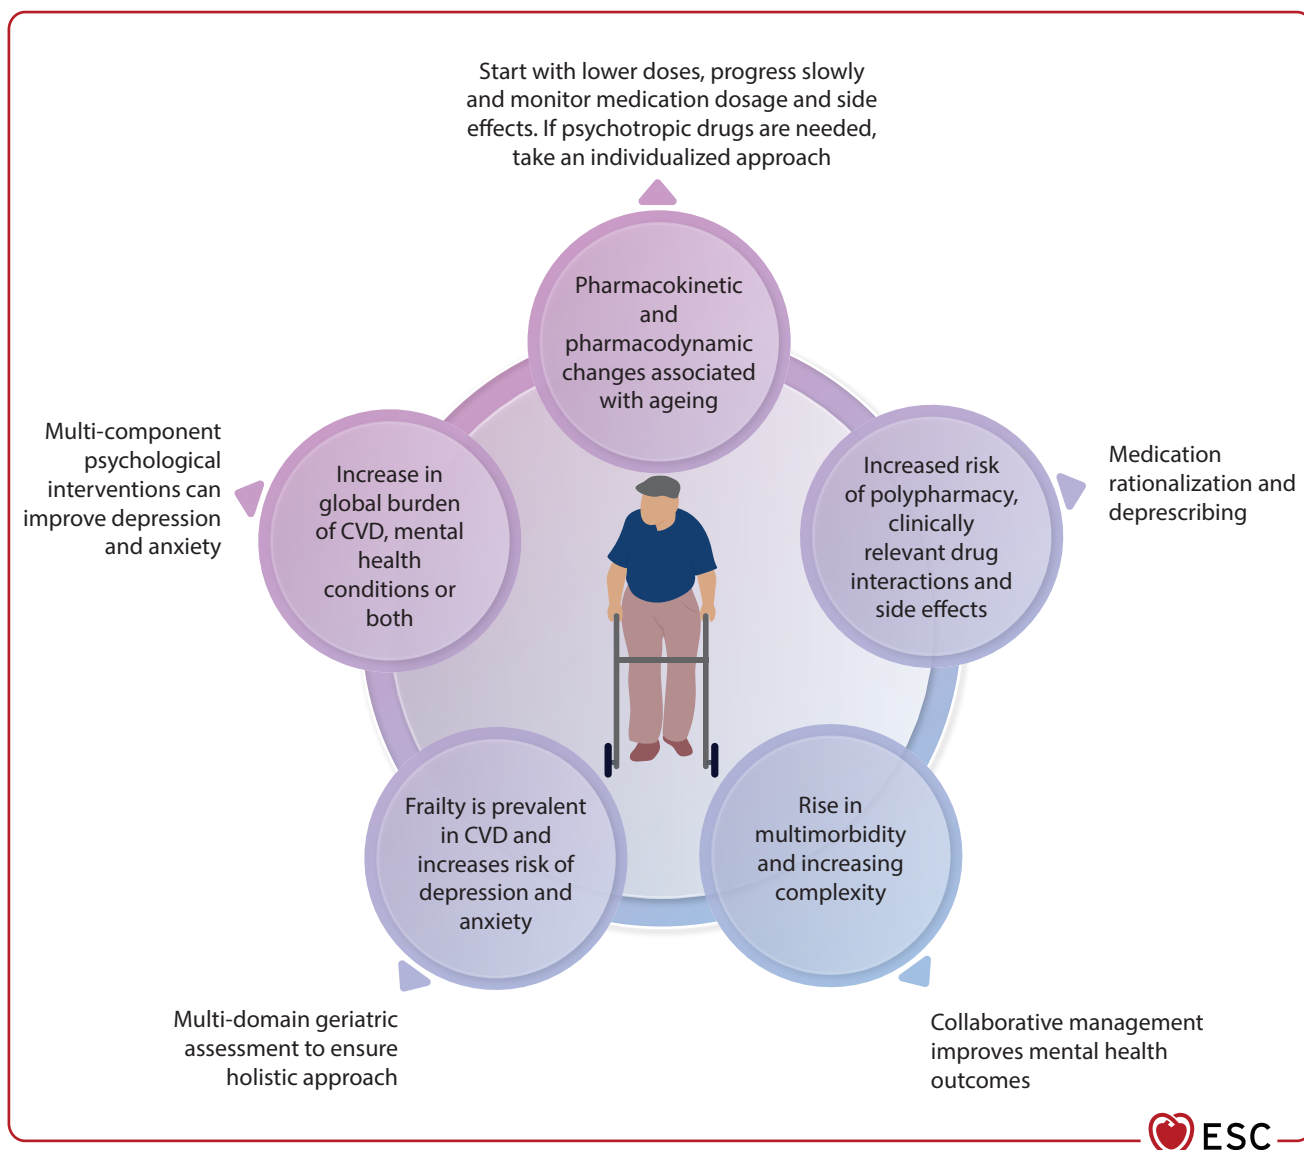 Start with lower doses, progress slowly
and monitor medication dosage and side
effects. If psychotropic drugs are needed,
take an individualized approach
Pharmacokinetic
and
pharmacodynamic
changes associated
with ageing
Multi-component
psychological
interventions can
improve depression
and anxiety
Increase in
global burden
of CVD, mental
health
conditions or
both
Increased risk
of polypharmacy,
clinically
relevant drug
interactions and
side effects
Medication
rationalization and
deprescribing
Frailty is prevalent
in CVD and
increases risk of
depression and
anxiety
Rise in
multimorbidity
and increasing
complexity
Multi-domain geriatric
assessment to ensure
holistic approach
Collaborative management
improves mental health
outcomes
ESC